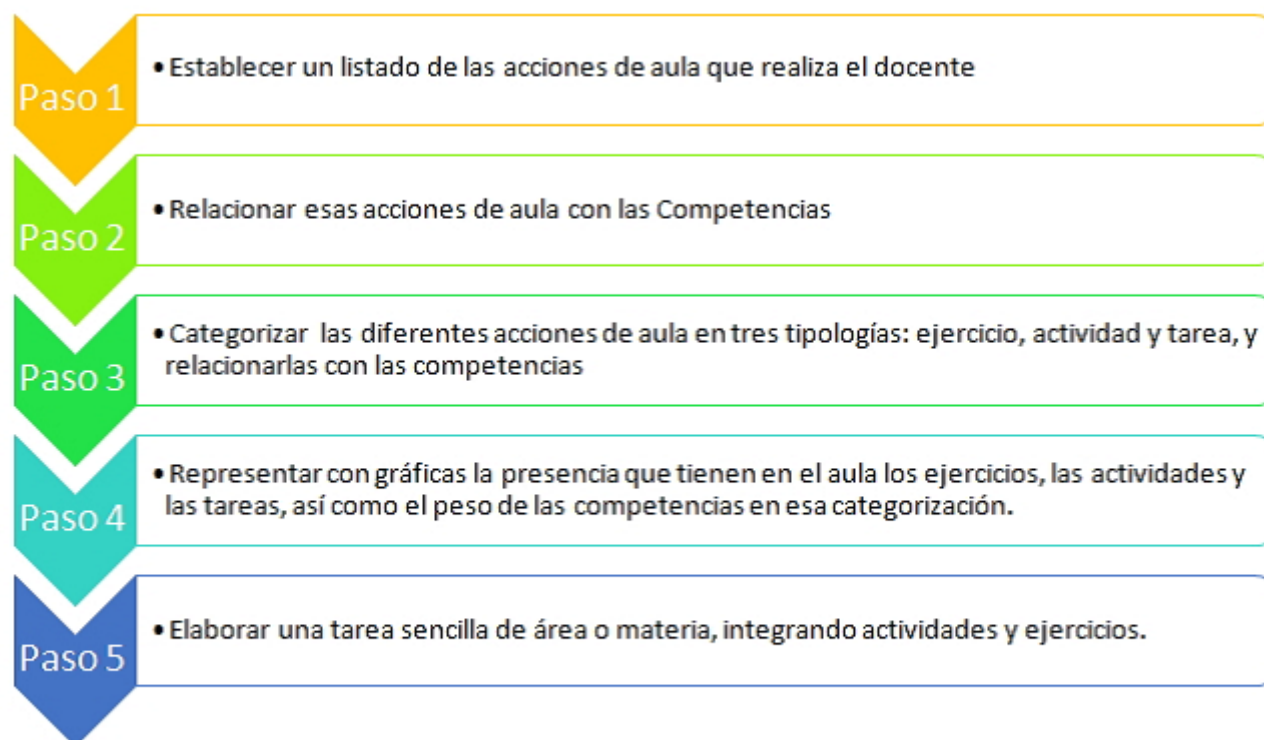 Paso 1
• Establecer un listado de las acciones de aula que realiza el docente
Paso 2
• Relacionar esas acciones de aula con las Competencias
Paso 3
• Categorizar las diferentes acciones de aula en tres tipologías: ejercicio, actividad y tarea, y
relacionarlas con las competencias
Paso 4
• Representar con gráficas la presencia que tienen en el aula los ejercicios, las actividades y
las tareas, así como el peso de las competencias en esa categorización.
Paso 5
• Elaborar una tarea sencilla de área o materia, integrando actividades y ejercicios.